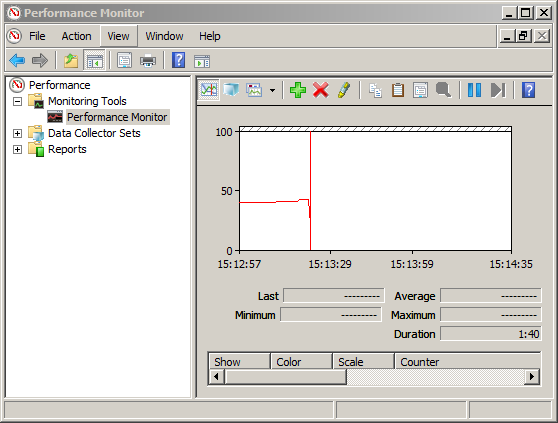 Performance Monitor
File Action View Window Help
Performance
Monitoring Tools
Performance Monitor
Data Collector Sets
Reports
100
50
0
15:12:57 15:13:29 15:13:59 15:14:35
Last --------- Average ---------
Minimum --------- Maximum ---------
Duration 1:40
Show Color Scale Counter